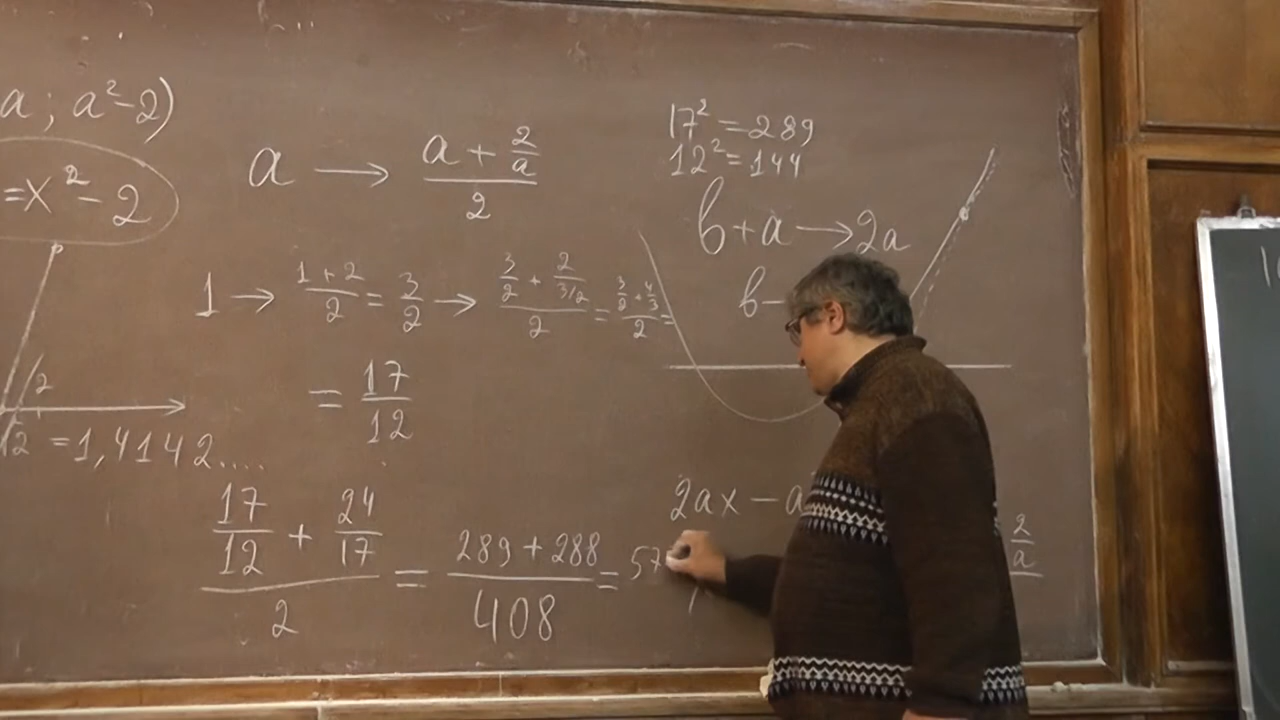 a ; a²-2)
=x²-2
a → (a + 2/a)/2
17² = 289
12² = 144
b+a → 2a
b-
1 → (1+2)/2 = 3/2 → (3/2 + 2/(3/2))/2 = (3/2 + 4/3)/2 =
= 17/12
2
√2 = 1,4142....
(17/12 + 24/17)/2 = (289 + 288)/408 = 57
2ax - a
2/a